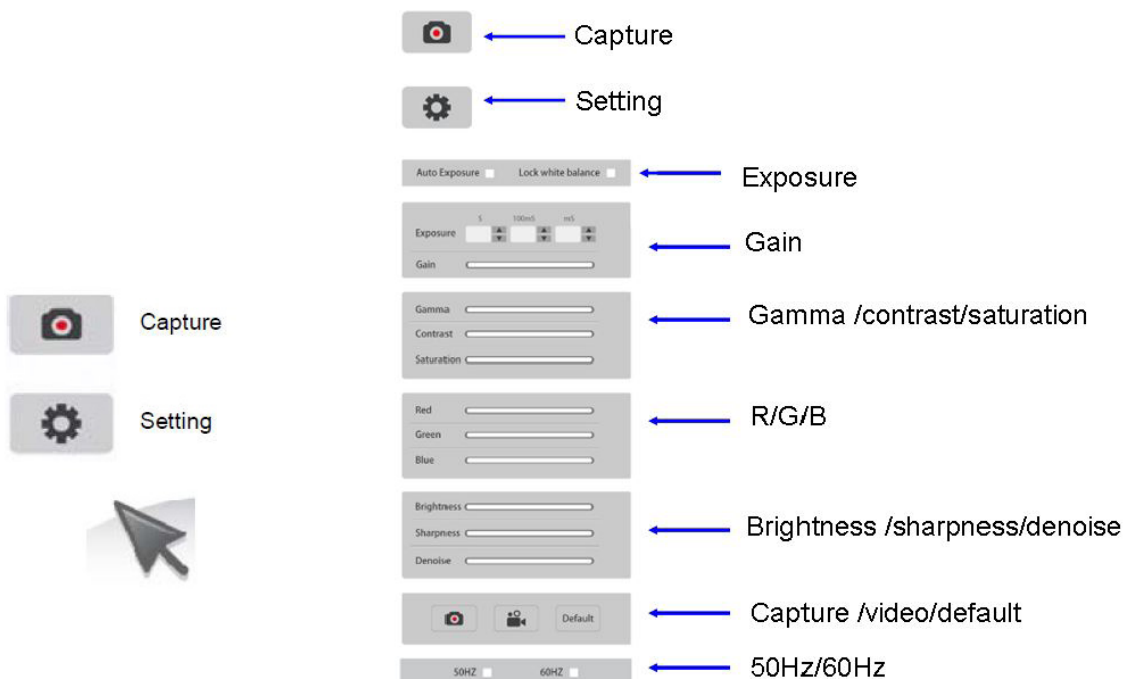 Capture
Setting
Capture
Setting
Auto Exposure Lock white balance
Exposure
S 100mS mS
Exposure
Gain
Gain
Gamma
Contrast
Saturation
Gamma /contrast/saturation
Red
Green
Blue
R/G/B
Brightness
Sharpness
Denoise
Brightness /sharpness/denoise
Default
Capture /video/default
50HZ 60HZ
50Hz/60Hz